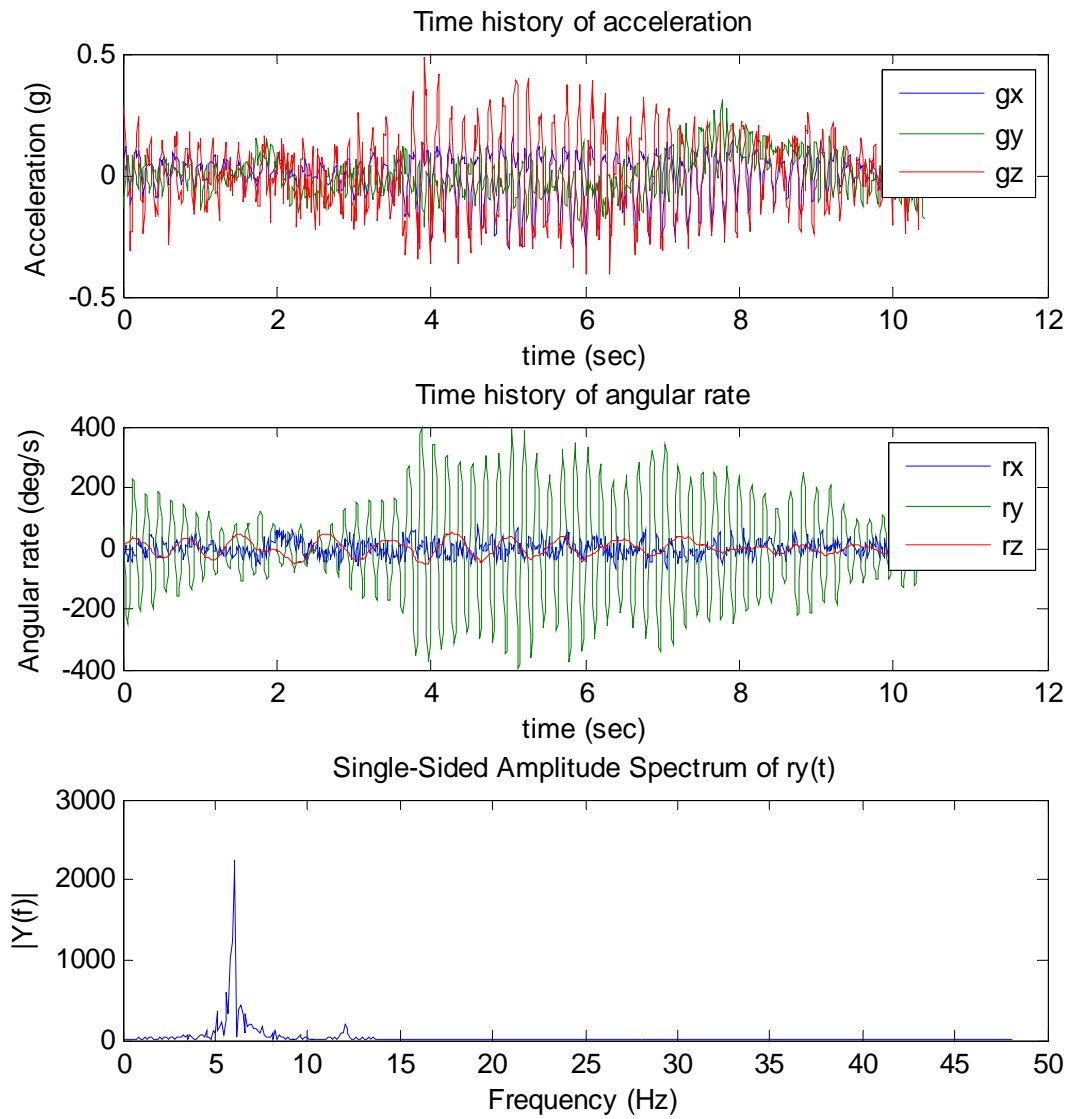 Time history of acceleration
0.5
0
-0.5
Acceleration (g)
gx
gy
gz
0 2 4 6 8 10 12
time (sec)
Time history of angular rate
400
200
0
-200
-400
Angular rate (deg/s)
rx
ry
rz
0 2 4 6 8 10 12
time (sec)
Single-Sided Amplitude Spectrum of ry(t)
3000
2000
1000
0
|Y(f)|
0 5 10 15 20 25 30 35 40 45 50
Frequency (Hz)